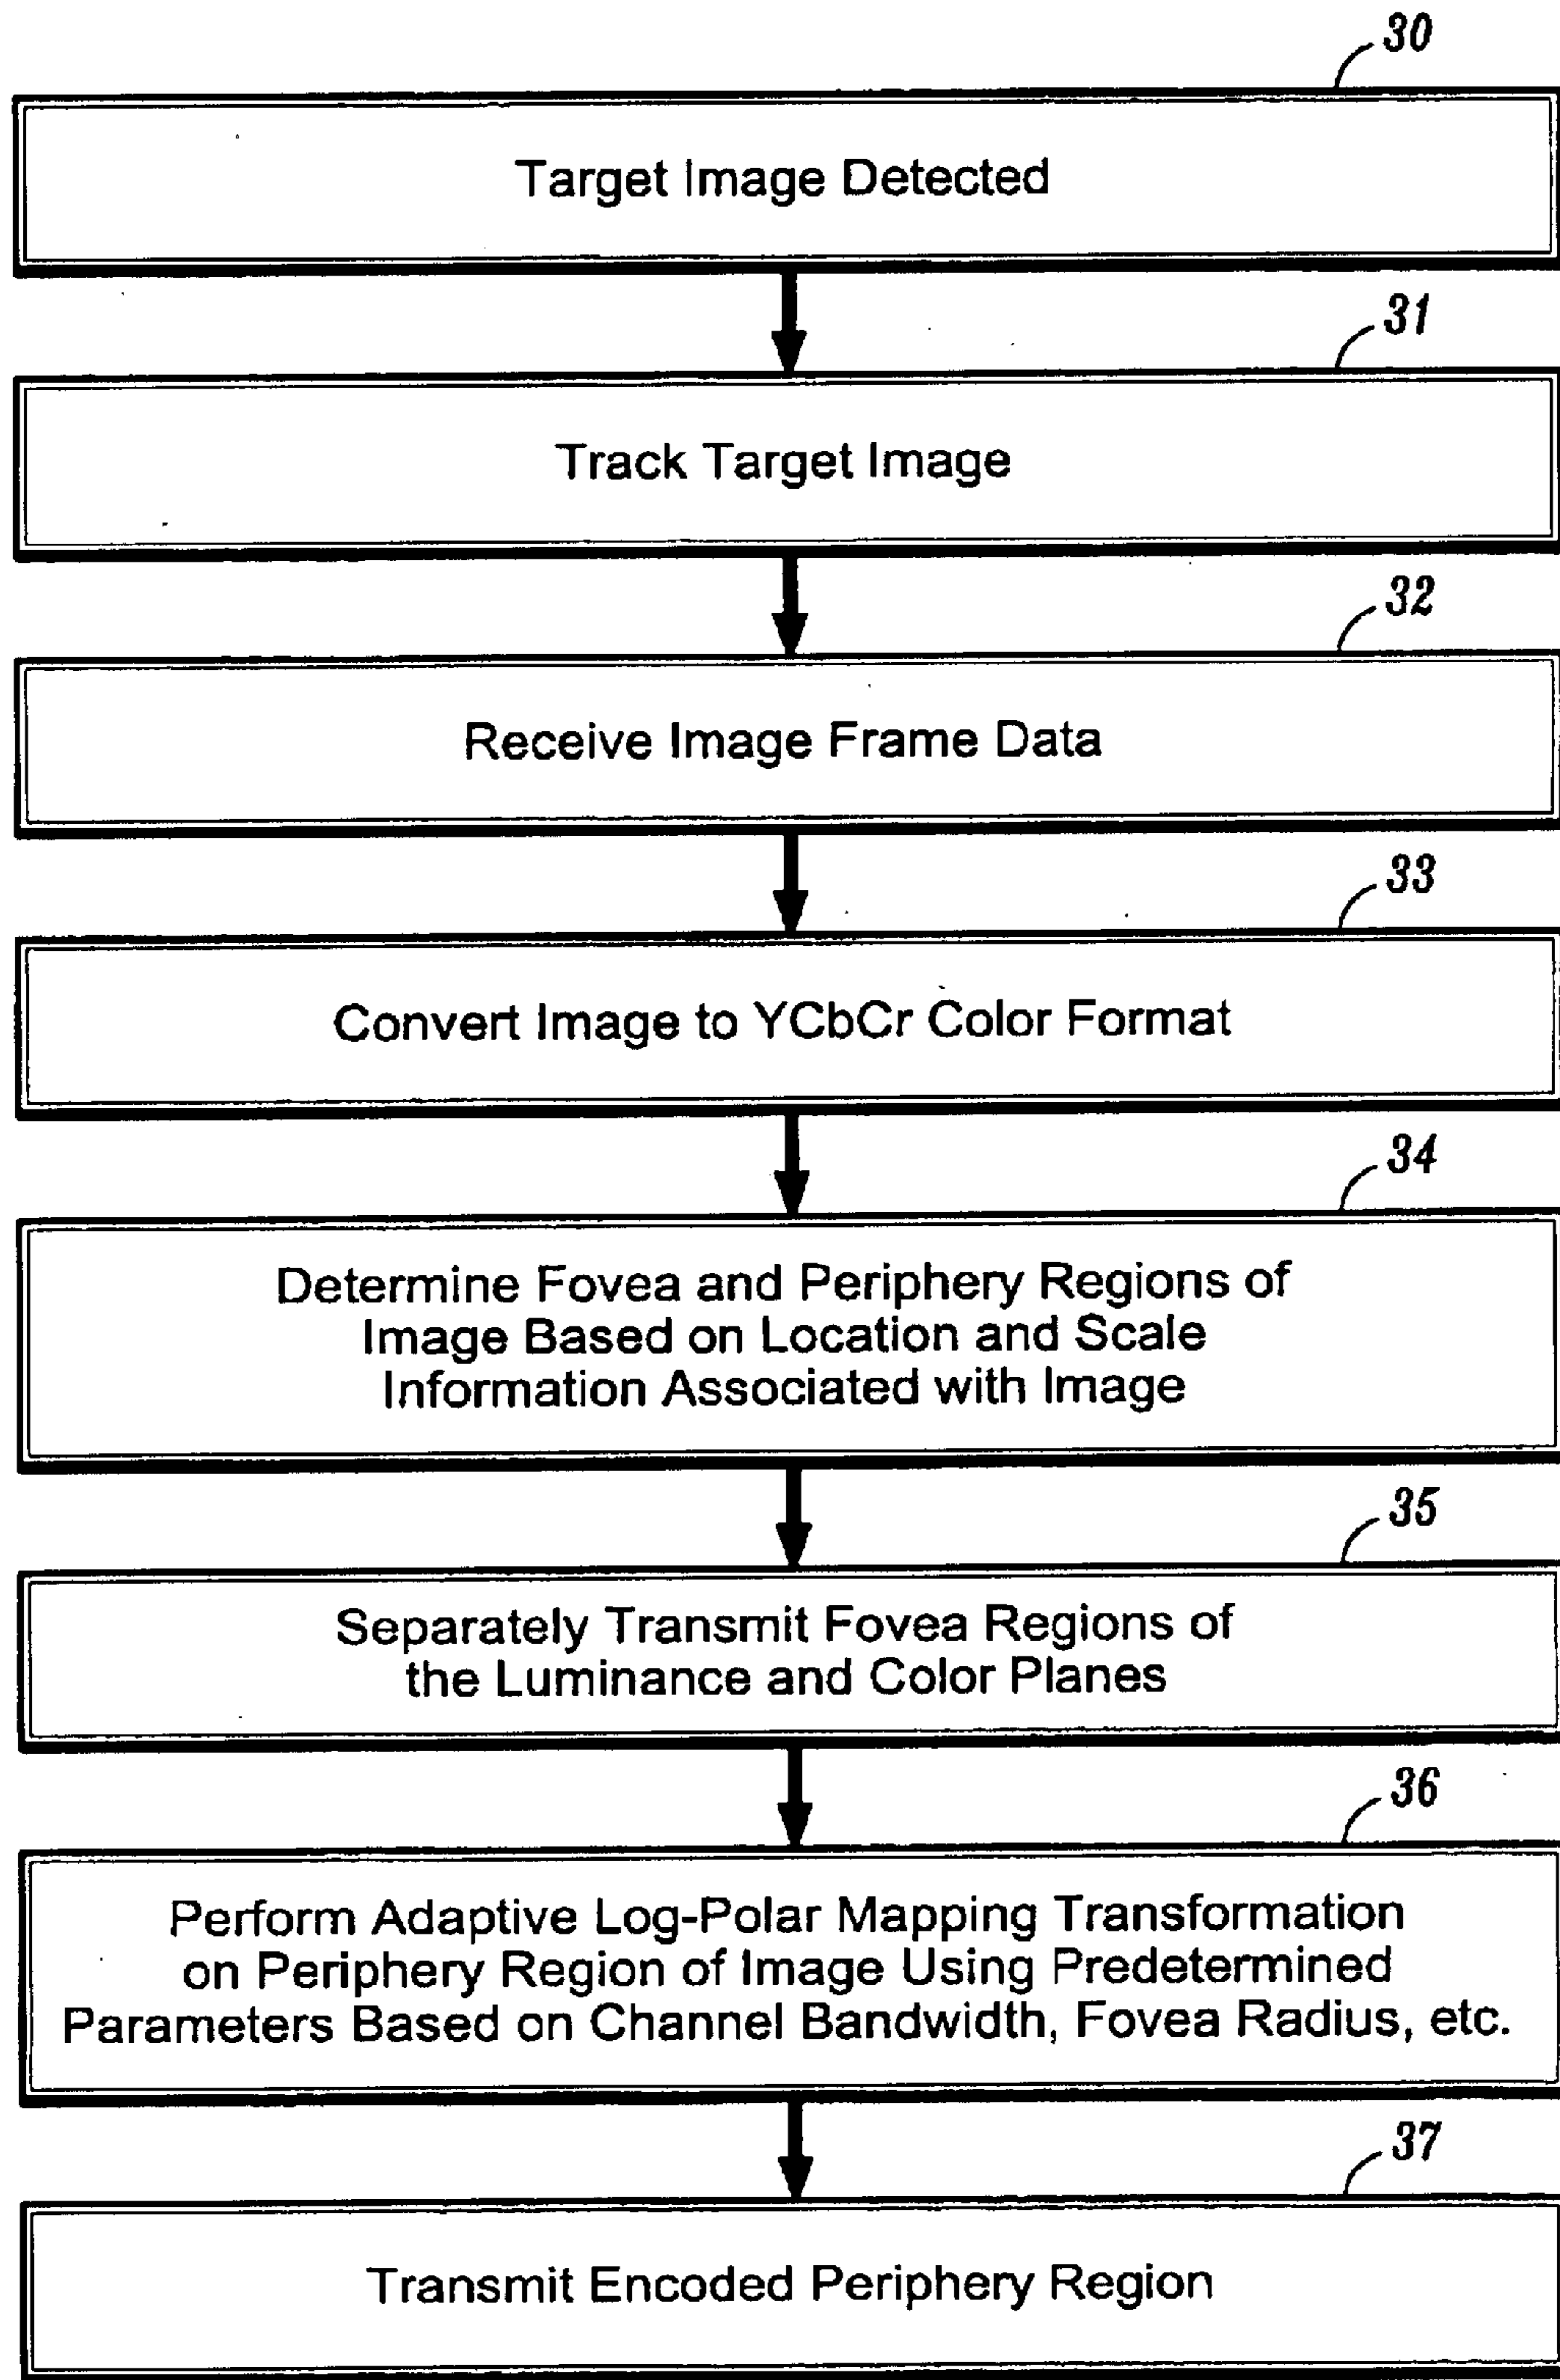 30
Target Image Detected
31
Track Target Image
32
Receive Image Frame Data
33
Convert Image to YCbCr Color Format
34
Determine Fovea and Periphery Regions of
Image Based on Location and Scale
Information Associated with Image
35
Separately Transmit Fovea Regions of
the Luminance and Color Planes
36
Perform Adaptive Log-Polar Mapping Transformation
on Periphery Region of Image Using Predetermined
Parameters Based on Channel Bandwidth, Fovea Radius, etc.
37
Transmit Encoded Periphery Region